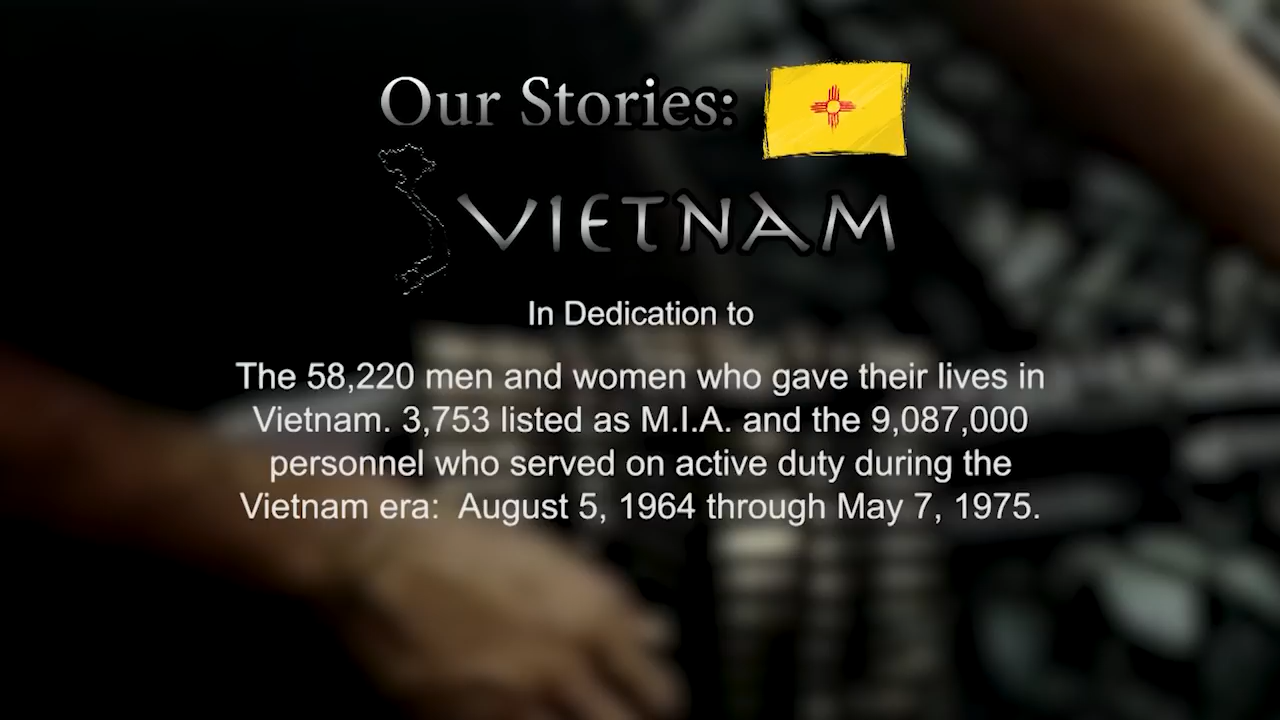 Our Stories:
VIETNAM
In Dedication to
The 58,220 men and women who gave their lives in
Vietnam. 3,753 listed as M.I.A. and the 9,087,000
personnel who served on active duty during the
Vietnam era:  August 5, 1964 through May 7, 1975.